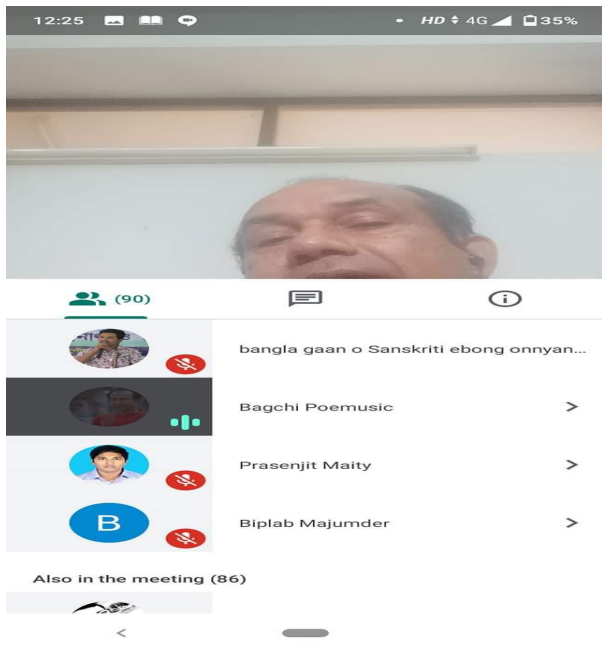 12:25 HD 4G 35%
(90)
bangla gaan o Sanskriti ebong onnyan...
Bagchi Poemusic
Prasenjit Maity
B
Biplab Majumder
Also in the meeting (86)